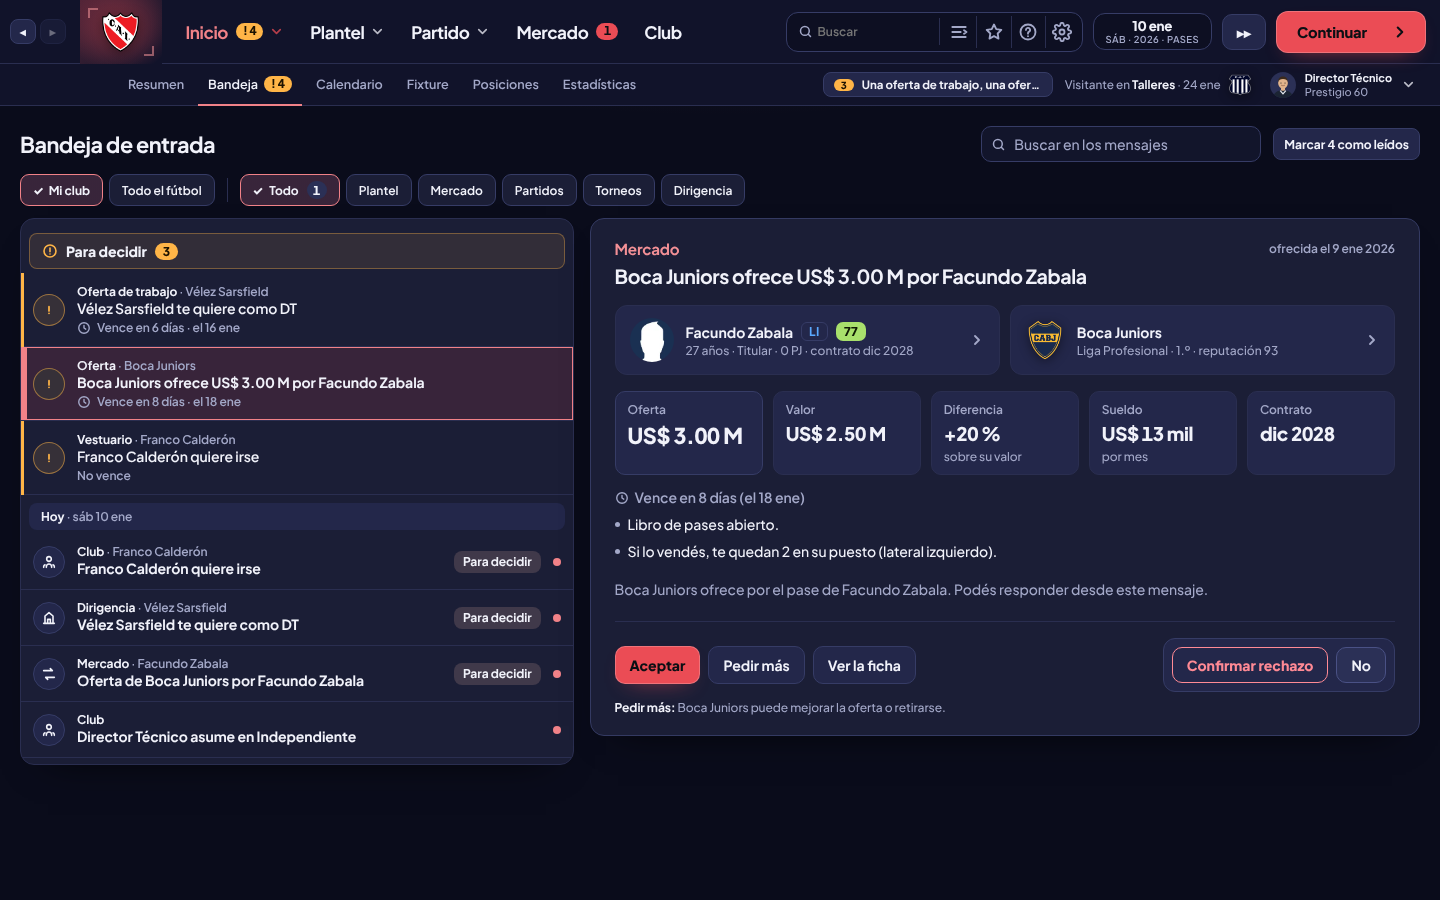 Inicio !4
Plantel
Partido
Mercado 1
Club
Buscar
10 ene
SÁB · 2026 · PASES
Continuar
Resumen
Bandeja !4
Calendario
Fixture
Posiciones
Estadísticas
3 Una oferta de trabajo, una ofer...
Visitante en Talleres · 24 ene
Director Técnico
Prestigio 60
Bandeja de entrada
Buscar en los mensajes
Marcar 4 como leídos
Mi club
Todo el fútbol
Todo 1
Plantel
Mercado
Partidos
Torneos
Dirigencia
Para decidir 3
Oferta de trabajo · Vélez Sarsfield
Vélez Sarsfield te quiere como DT
Vence en 6 días · el 16 ene
Oferta · Boca Juniors
Boca Juniors ofrece US$ 3.00 M por Facundo Zabala
Vence en 8 días · el 18 ene
Vestuario · Franco Calderón
Franco Calderón quiere irse
No vence
Hoy · sáb 10 ene
Club · Franco Calderón
Franco Calderón quiere irse
Para decidir
Dirigencia · Vélez Sarsfield
Vélez Sarsfield te quiere como DT
Para decidir
Mercado · Facundo Zabala
Oferta de Boca Juniors por Facundo Zabala
Para decidir
Club
Director Técnico asume en Independiente
Mercado
ofrecida el 9 ene 2026
Boca Juniors ofrece US$ 3.00 M por Facundo Zabala
Facundo Zabala LI 77
27 años · Titular · 0 PJ · contrato dic 2028
CABJ
Boca Juniors
Liga Profesional · 1.º · reputación 93
Oferta
US$ 3.00 M
Valor
US$ 2.50 M
Diferencia
+20 %
sobre su valor
Sueldo
US$ 13 mil
por mes
Contrato
dic 2028
Vence en 8 días (el 18 ene)
• Libro de pases abierto.
• Si lo vendés, te quedan 2 en su puesto (lateral izquierdo).
Boca Juniors ofrece por el pase de Facundo Zabala. Podés responder desde este mensaje.
Aceptar
Pedir más
Ver la ficha
Confirmar rechazo
No
Pedir más: Boca Juniors puede mejorar la oferta o retirarse.